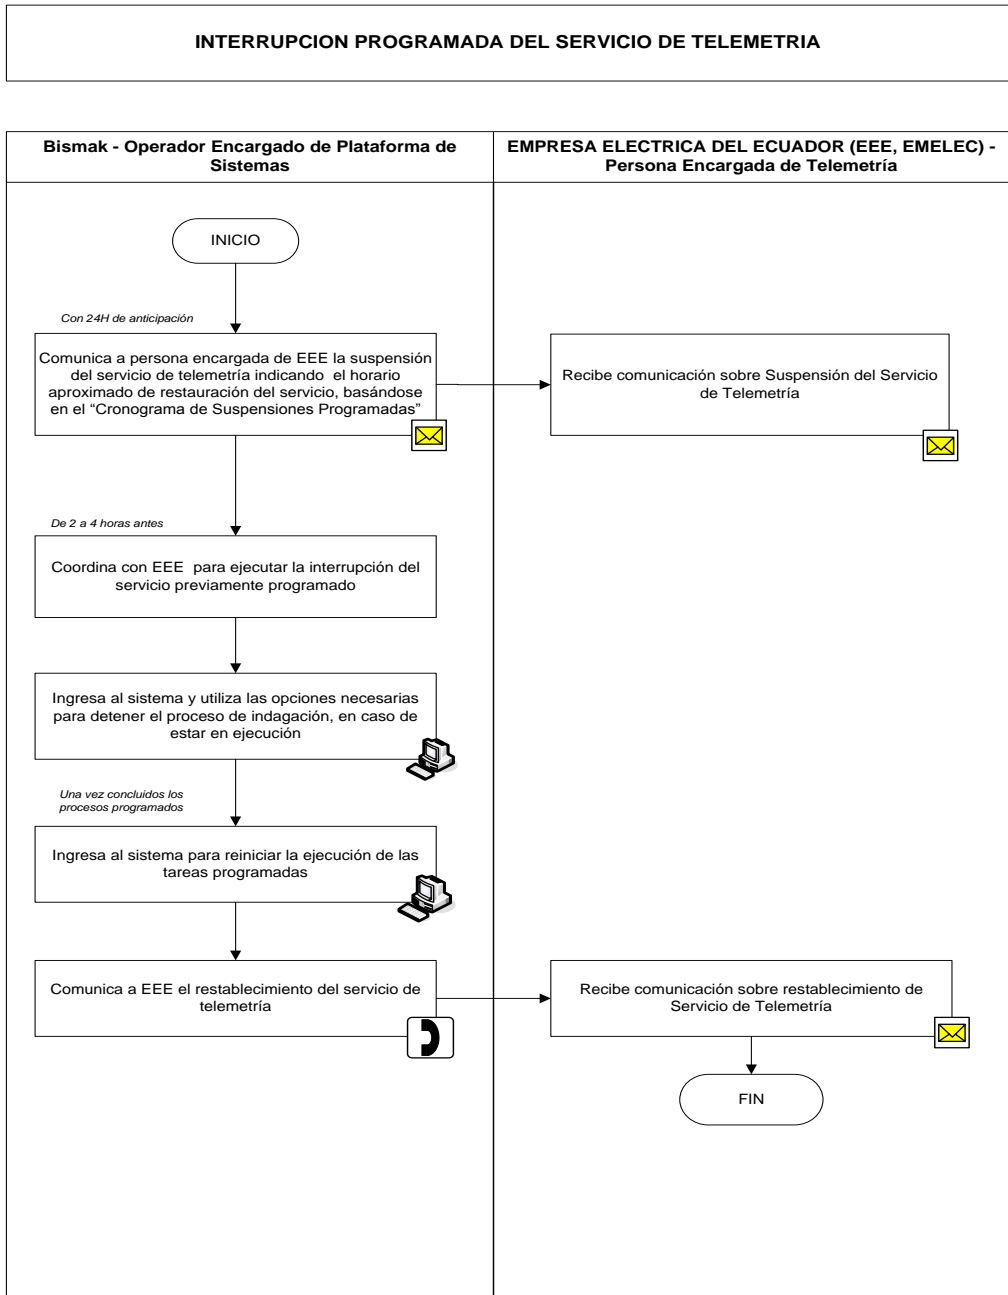 INTERRUPCION PROGRAMADA DEL SERVICIO DE TELEMETRIA
Bismak - Operador Encargado de Plataforma de
Sistemas
EMPRESA ELECTRICA DEL ECUADOR (EEE, EMELEC) -
Persona Encargada de Telemetría
INICIO
Con 24H de anticipación
Comunica a persona encargada de EEE la suspensión
del servicio de telemetría indicando el horario
aproximado de restauración del servicio, basándose
en el “Cronograma de Suspensiones Programadas”
Recibe comunicación sobre Suspensión del Servicio
de Telemetría
De 2 a 4 horas antes
Coordina con EEE para ejecutar la interrupción del
servicio previamente programado
Ingresa al sistema y utiliza las opciones necesarias
para detener el proceso de indagación, en caso de
estar en ejecución
Una vez concluidos los
procesos programados
Ingresa al sistema para reiniciar la ejecución de las
tareas programadas
Comunica a EEE el restablecimiento del servicio de
telemetría
Recibe comunicación sobre restablecimiento de
Servicio de Telemetría
FIN